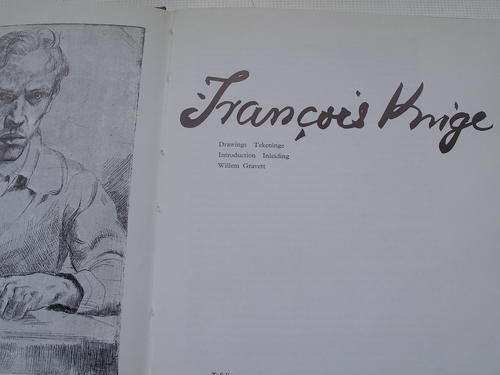 François Krige
Drawings Tekeninge
Introduction Inleiding
Willem Gravett